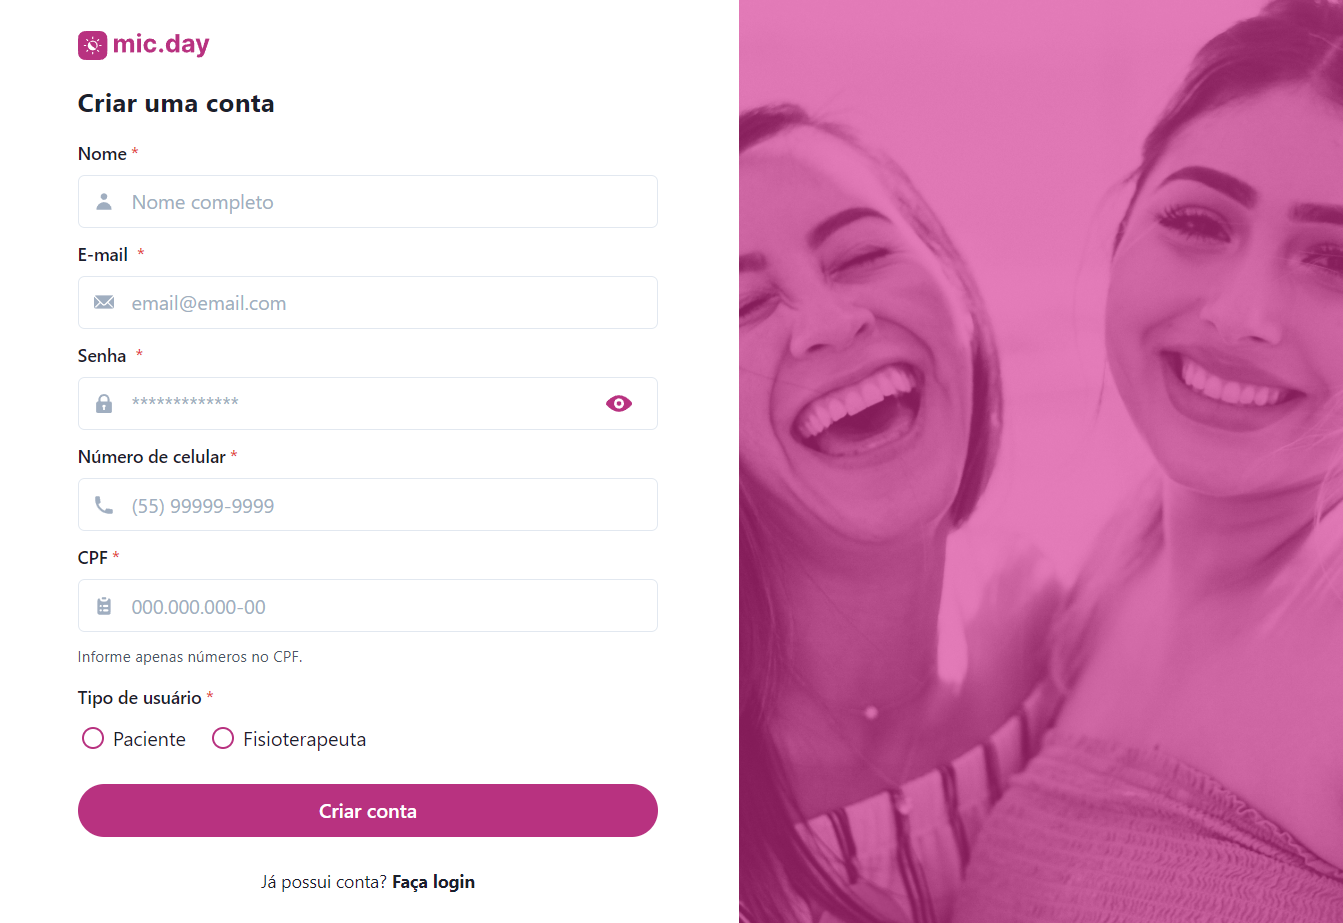 mic.day
Criar uma conta
Nome *
Nome completo
E-mail *
email@email.com
Senha *
*************
Número de celular *
(55) 99999-9999
CPF *
000.000.000-00
Informe apenas números no CPF.
Tipo de usuário *
Paciente Fisioterapeuta
Criar conta
Já possui conta? Faça login